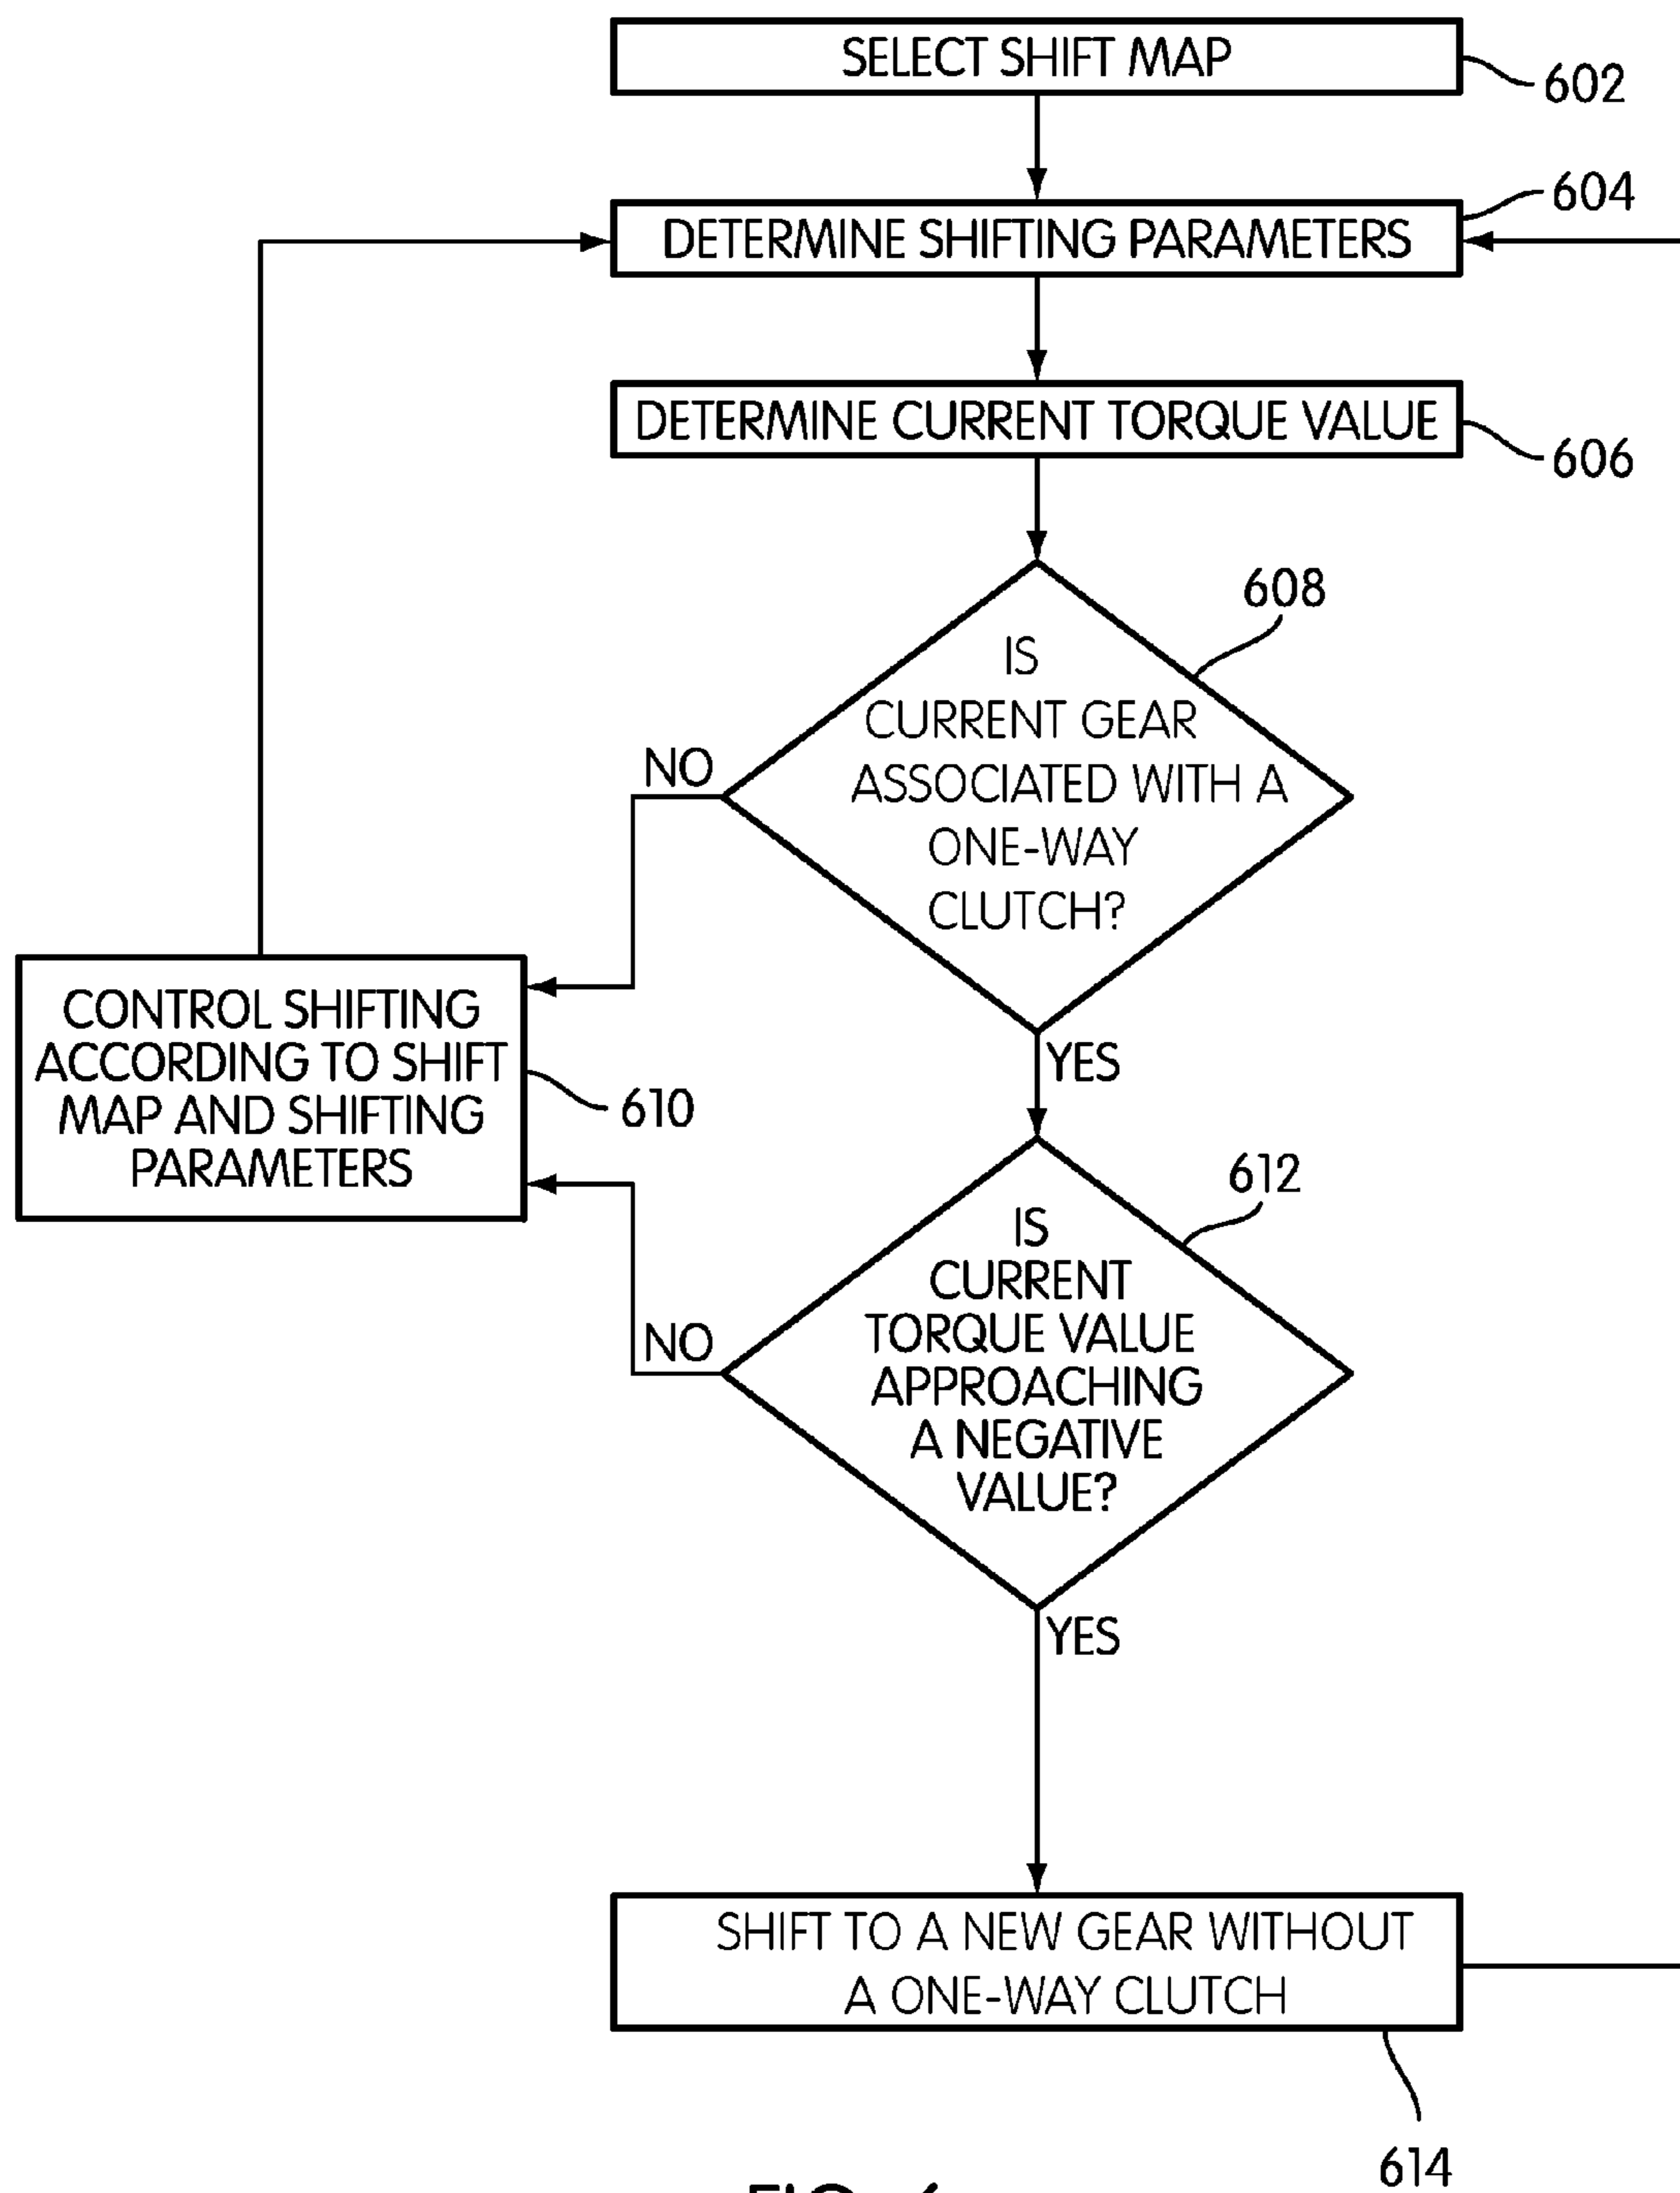 SELECT SHIFT MAP
602
604
DETERMINE SHIFTING PARAMETERS
DETERMINE CURRENT TORQUE VALUE
606
608
IS
CURRENT GEAR
ASSOCIATED WITH A
ONE-WAY
CLUTCH?
NO
YES
CONTROL SHIFTING
ACCORDING TO SHIFT
MAP AND SHIFTING
PARAMETERS
610
612
IS
CURRENT
TORQUE VALUE
APPROACHING
A NEGATIVE
VALUE?
NO
YES
SHIFT TO A NEW GEAR WITHOUT
A ONE-WAY CLUTCH
614
FIG. 6